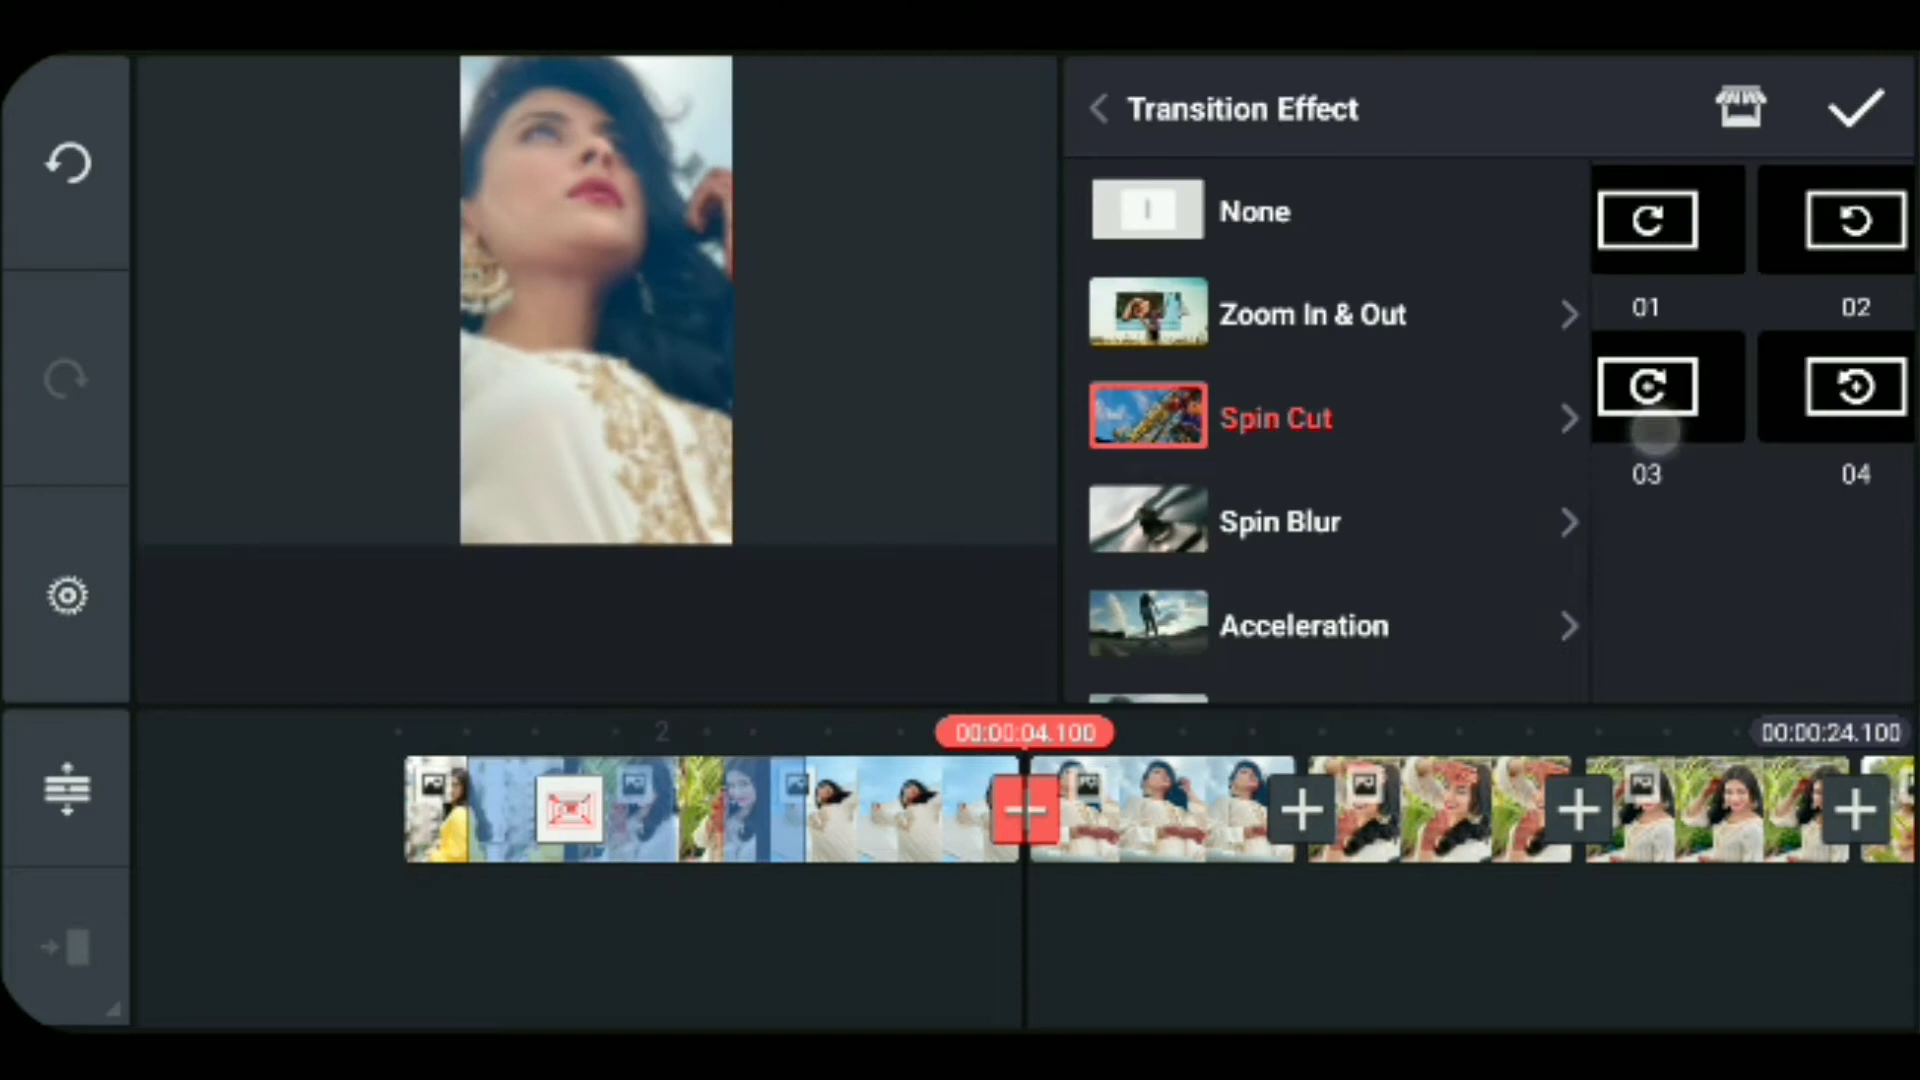 Transition Effect
None
01
02
Zoom In & Out
Spin Cut
03
04
Spin Blur
Acceleration
2
00:00:04.100
00:00:24.100